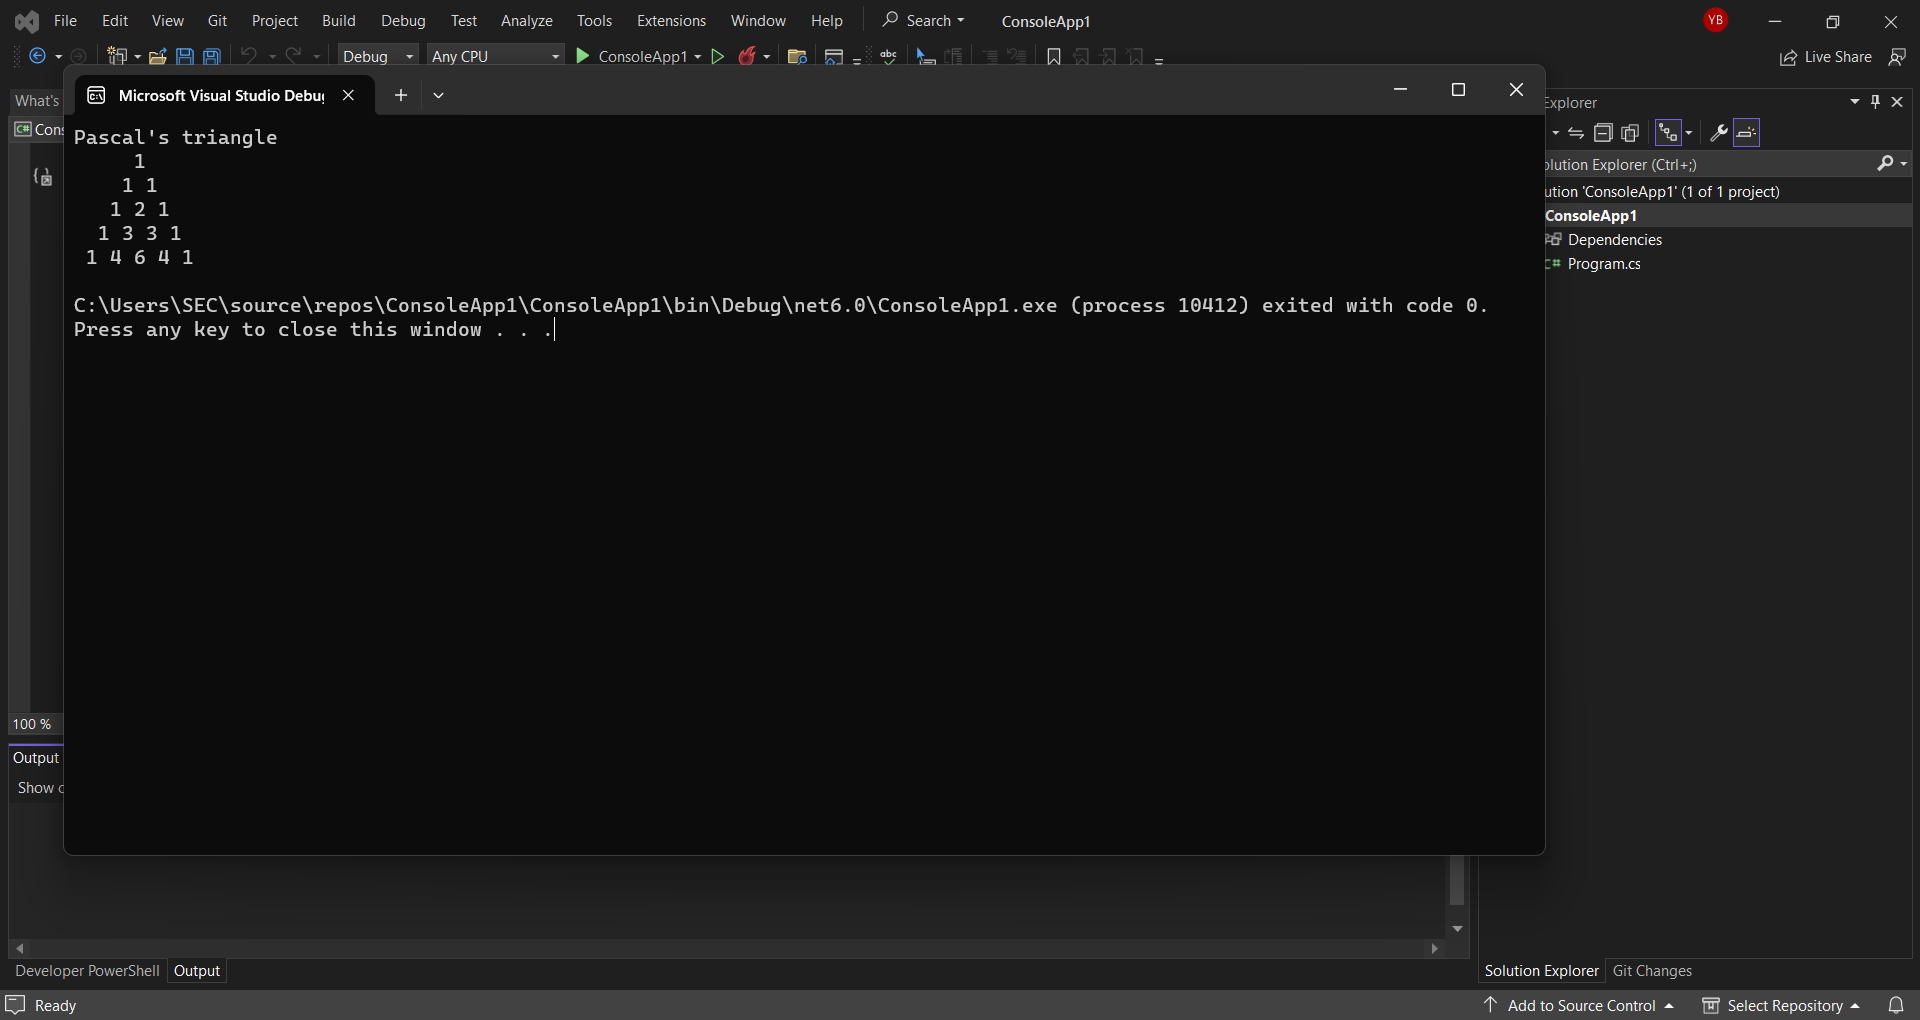 File Edit View Git Project Build Debug Test Analyze Tools Extensions Window Help Search ConsoleApp1 YB
Debug Any CPU ConsoleApp1 abc Live Share
What's
Microsoft Visual Studio Debu
Explorer
C# Cons
Pascal's triangle
1
1 1
1 2 1
1 3 3 1
1 4 6 4 1
C:\Users\SEC\source\repos\ConsoleApp1\ConsoleApp1\bin\Debug\net6.0\ConsoleApp1.exe (process 10412) exited with code 0.
Press any key to close this window . . .
olution Explorer (Ctrl+;)
ution 'ConsoleApp1' (1 of 1 project)
ConsoleApp1
Dependencies
Program.cs
100 %
Output
Show o
Developer PowerShell Output
Solution Explorer Git Changes
Ready Add to Source Control Select Repository